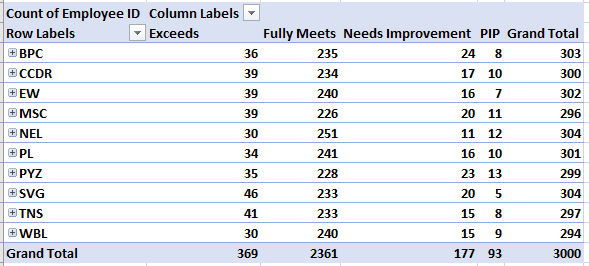 Count of Employee ID Column Labels
Row Labels Exceeds Fully Meets Needs Improvement PIP Grand Total
BPC 36 235 24 8 303
CCDR 39 234 17 10 300
EW 39 240 16 7 302
MSC 39 226 20 11 296
NEL 30 251 11 12 304
PL 34 241 16 10 301
PYZ 35 228 23 13 299
SVG 46 233 20 5 304
TNS 41 233 15 8 297
WBL 30 240 15 9 294
Grand Total 369 2361 177 93 3000